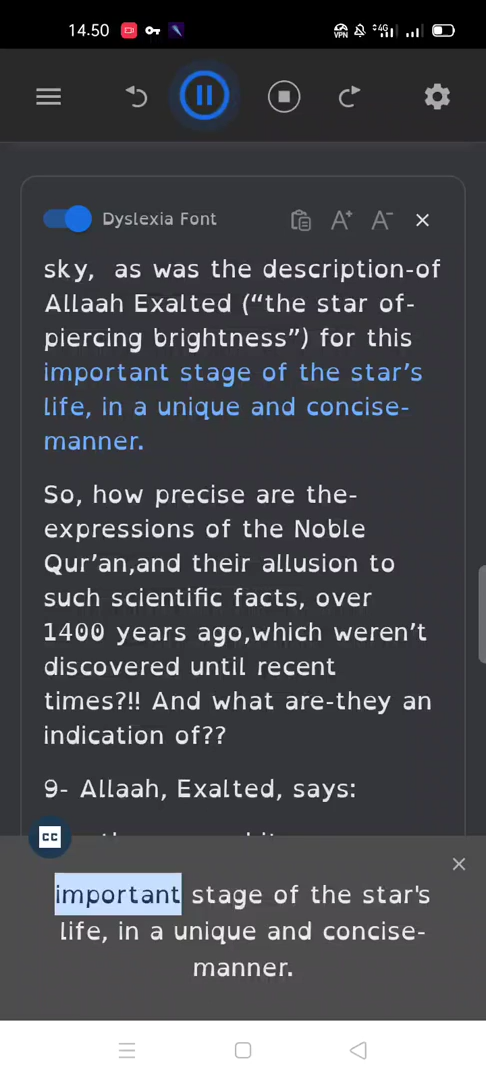 14.50
VPN
4G
Dyslexia Font
A+
A-
sky,  as was the description-of
Allaah Exalted (“the star of-
piercing brightness”) for this
important stage of the star’s
life, in a unique and concise-
manner.
So, how precise are the-
expressions of the Noble
Qur’an,and their allusion to
such scientific facts, over
1400 years ago,which weren’t
discovered until recent
times?!! And what are-they an
indication of??
9- Allaah, Exalted, says:
CC
important stage of the star's
life, in a unique and concise-
manner.